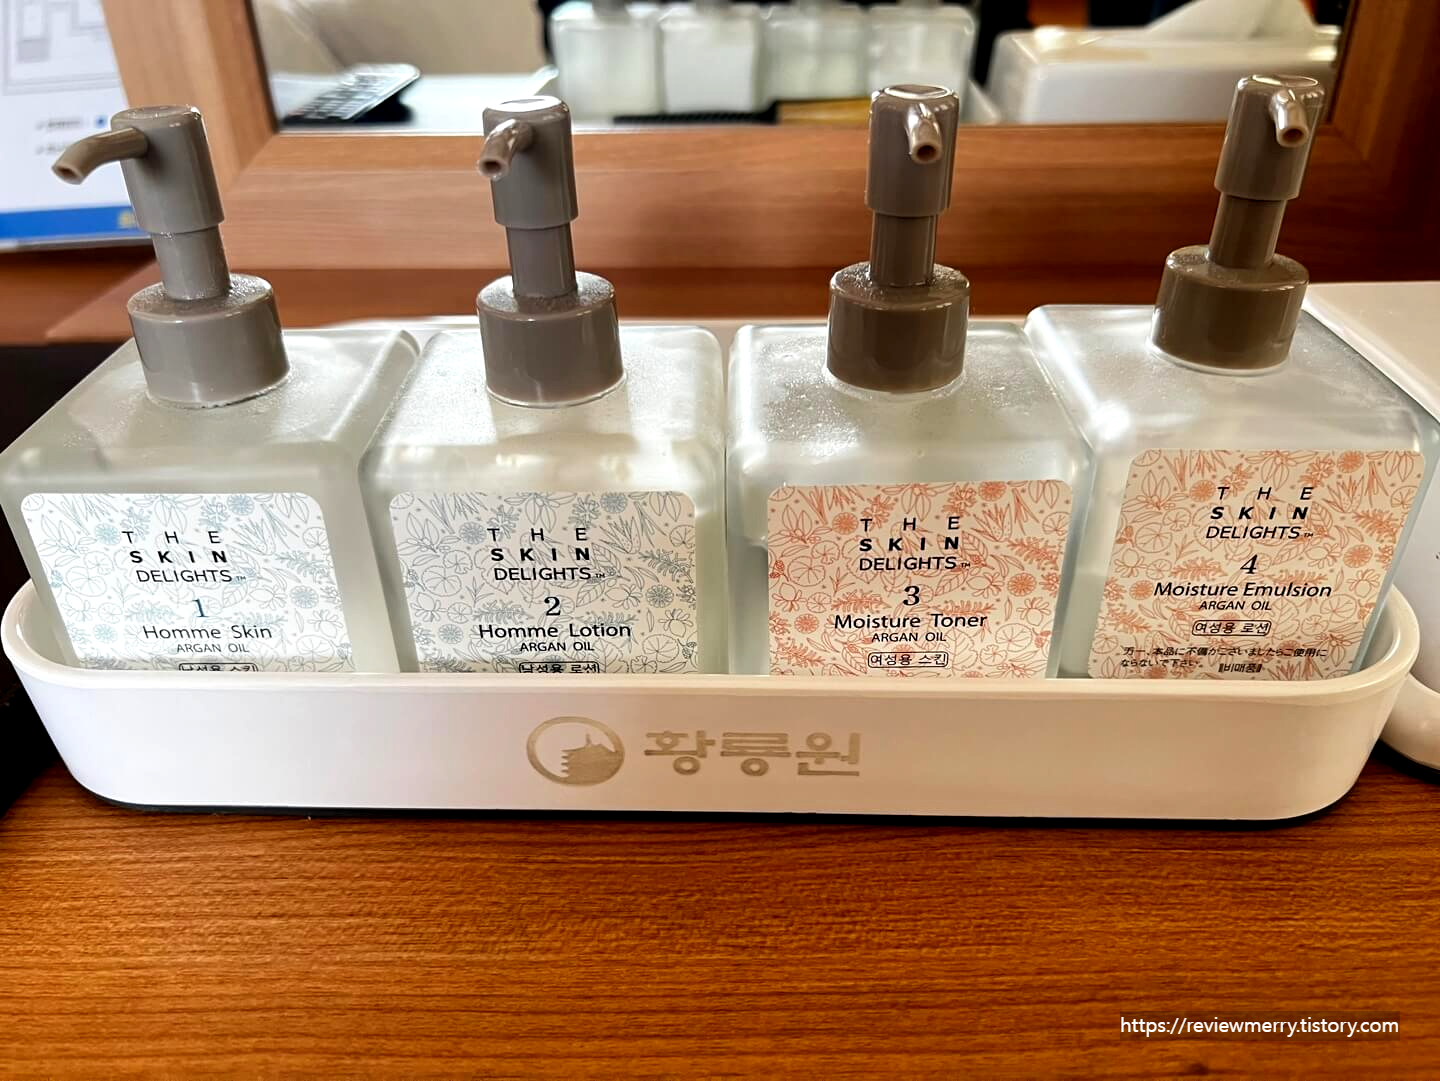 T H E
SKIN
DELIGHTS™
1
Homme Skin
ARGAN OIL
남성용 스킨
T H E
SKIN
DELIGHTS™
2
Homme Lotion
ARGAN OIL
남성용 로션
T H E
SKIN
DELIGHTS™
3
Moisture Toner
ARGAN OIL
여성용 스킨
T H E
SKIN
DELIGHTS™
4
Moisture Emulsion
ARGAN OIL
여성용 로션
万一、本品に不備がございましたらご使用に
ならないで下さい。 [비매품]
황룡원
https://reviewmerry.tistory.com